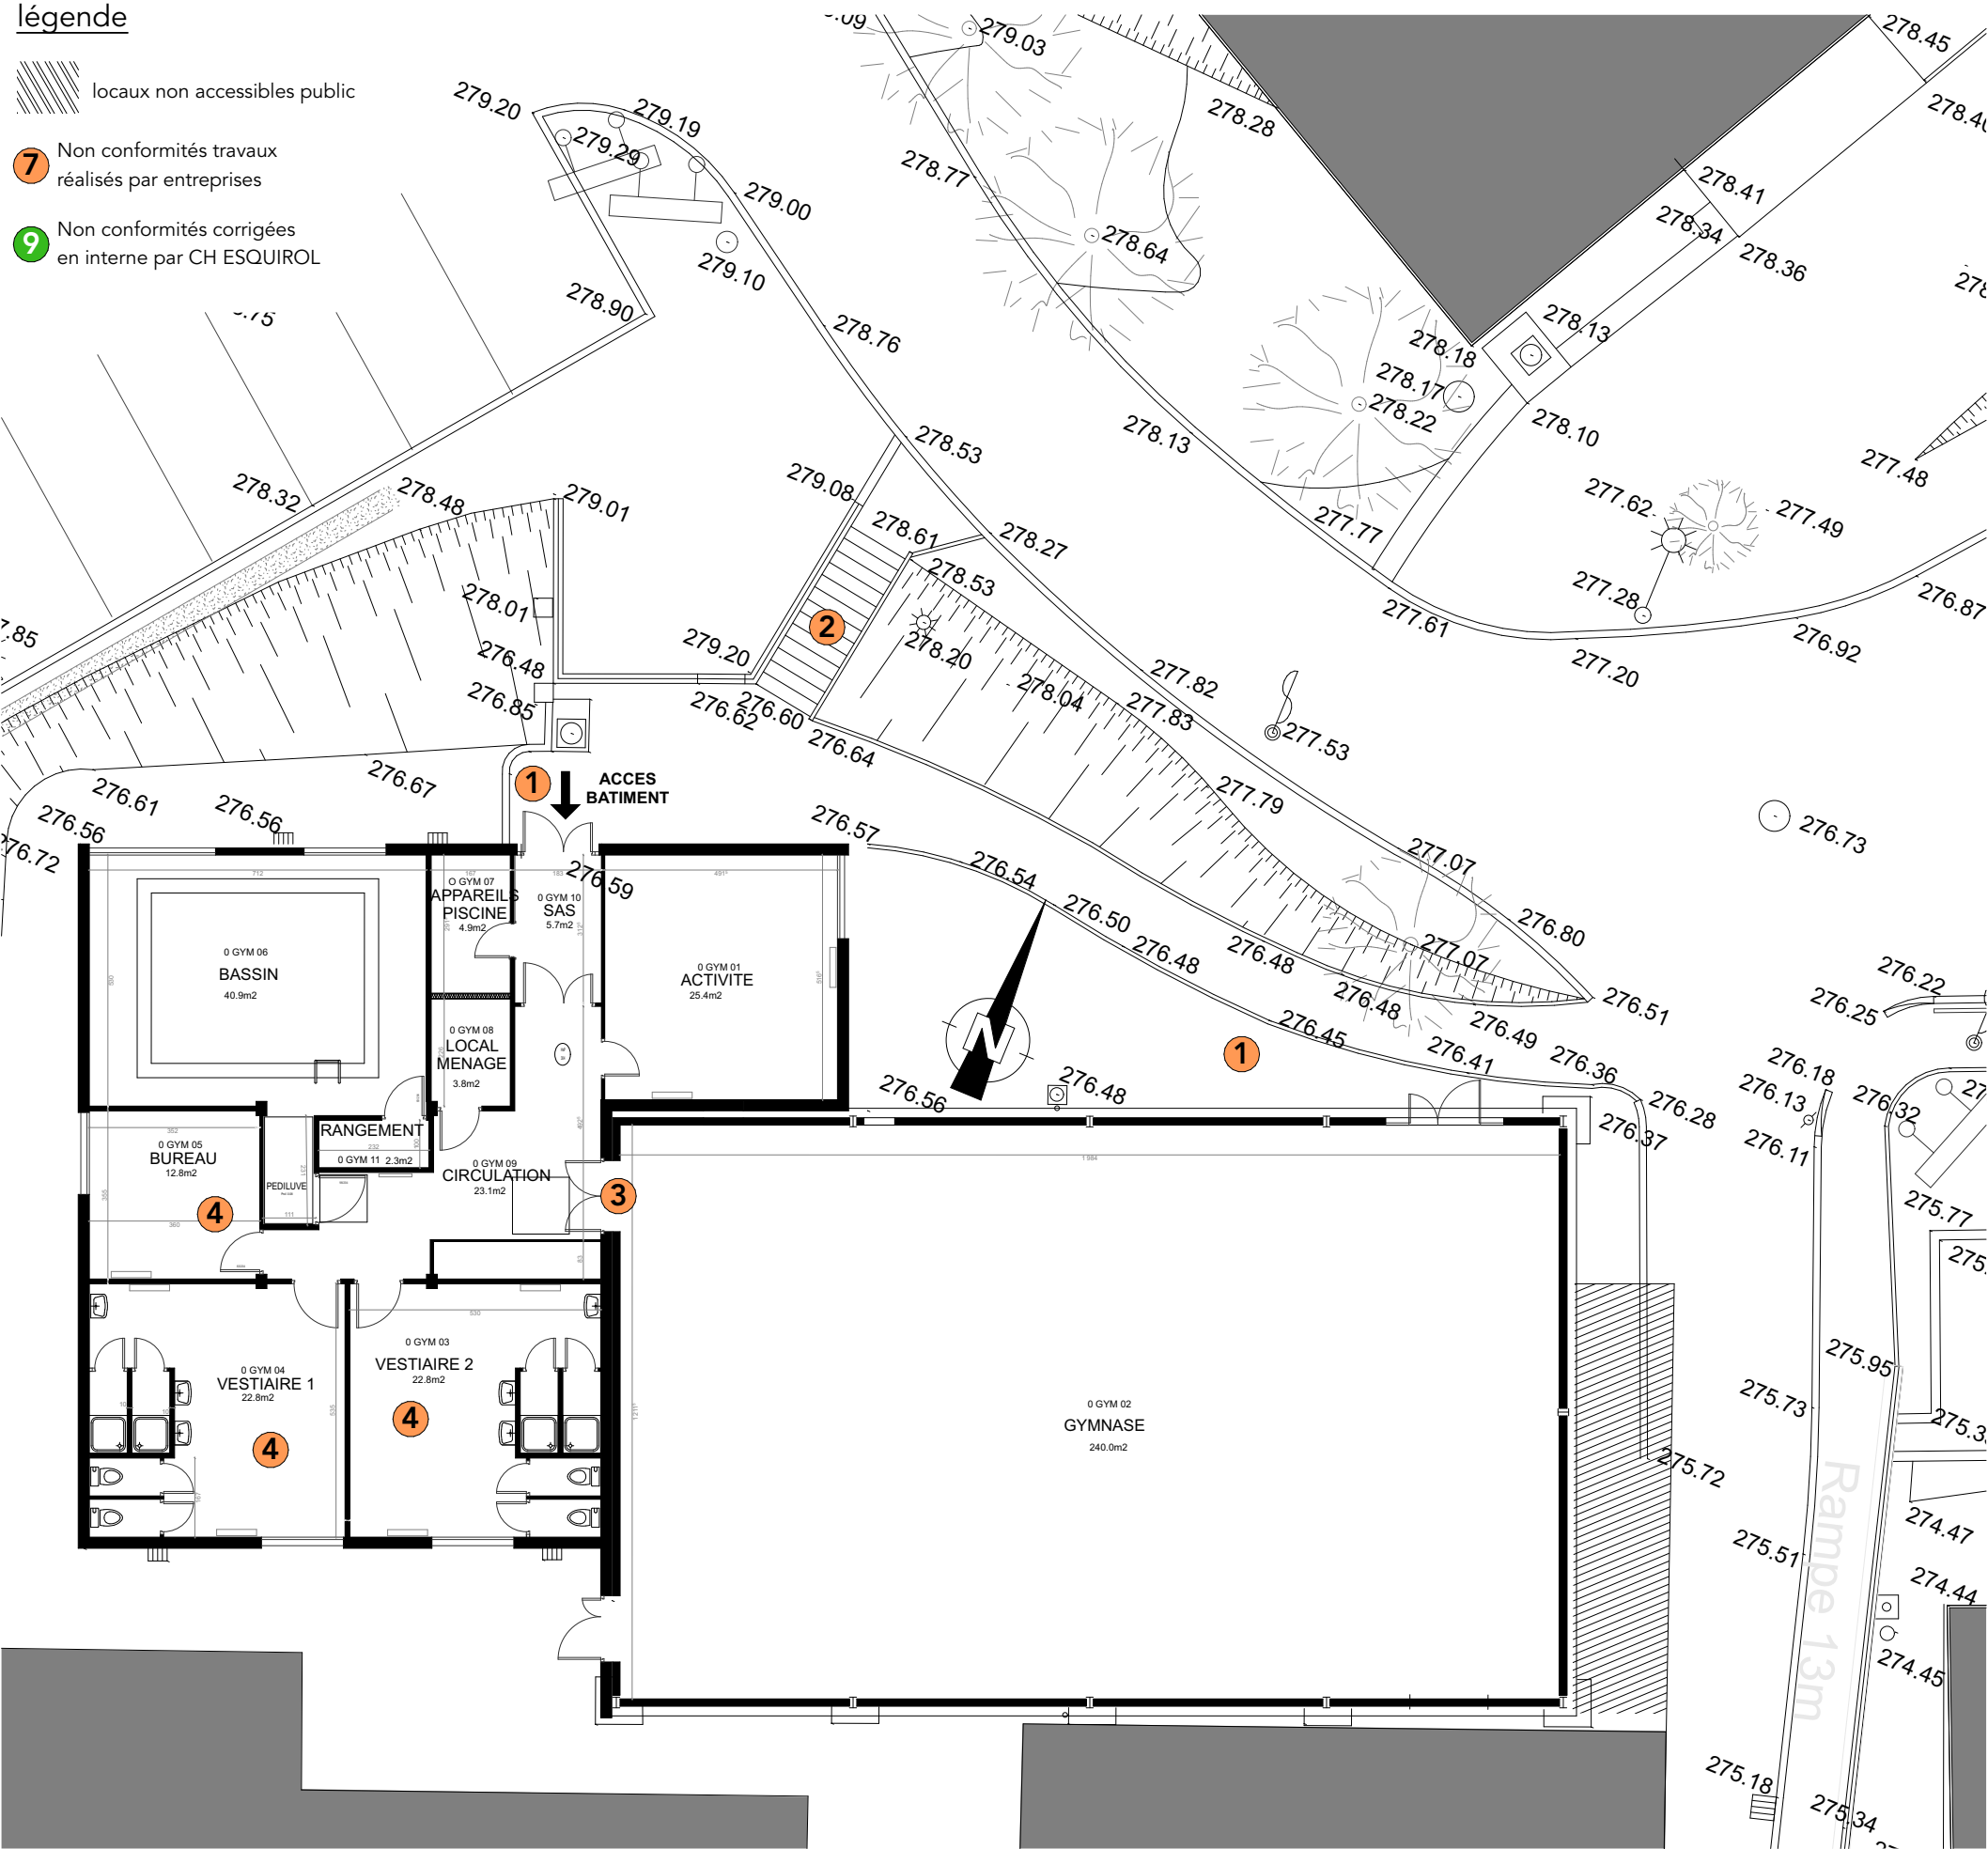 légende
locaux non accessibles public
7
Non conformités travaux
réalisés par entreprises
9
Non conformités corrigées
en interne par CH ESQUIROL
279.03
278.45
279.20
279.19
278.28
279.29
278.77
278.41
279.00
278.34
278.64
278.36
279.10
278.90
278.13
278.76
278.18
278.17
278.22
278.13
278.10
278.53
277.48
279.08
278.32
278.48
279.01
277.62
277.49
278.61
278.27
277.77
278.53
278.01
277.28
276.87
277.61
2
279.20
278.20
276.92
276.48
277.20
277.82
276.85
278.04
276.62
276.60
277.83
277.53
276.64
276.67
1
ACCES
BATIMENT
276.61
277.79
276.56
276.56
276.57
276.73
276.72
277.07
276.54
276.59
O GYM 07
APPAREILS
PISCINE
4.9m2
0 GYM 10
SAS
5.7m2
276.50
276.80
276.48
276.48
277.07
0 GYM 06
BASSIN
40.9m2
0 GYM 01
ACTIVITE
25.4m2
276.22
276.25
276.48
276.51
276.49
N
276.45
1
276.41
276.36
0 GYM 08
LOCAL
MENAGE
3.8m2
276.18
276.13
276.56
276.48
276.28
276.32
276.37
276.11
RANGEMENT
232
0 GYM 11 2.3m2
0 GYM 05
BUREAU
12.8m2
PEDILUVE
0 GYM 09
CIRCULATION
23.1m2
3
4
275.77
0 GYM 03
VESTIAIRE 2
22.8m2
0 GYM 04
VESTIAIRE 1
22.8m2
4
4
275.95
275.73
0 GYM 02
GYMNASE
240.0m2
275.72
Rampe 13m
274.47
275.51
274.44
274.45
275.18
275.34
712
167
352
360
111
530
1 984